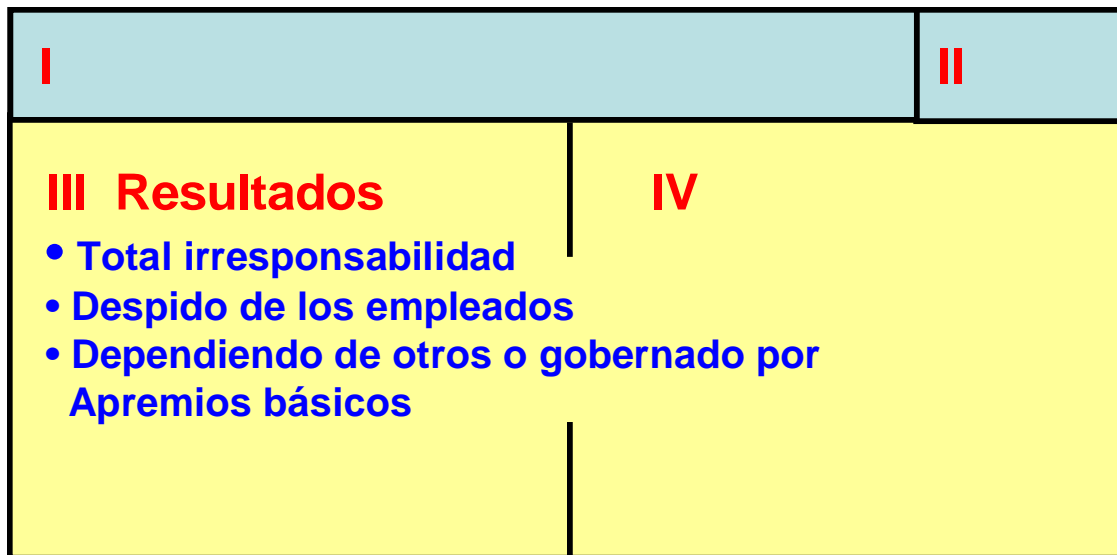 I
II
III Resultados
IV
• Total irresponsabilidad
• Despido de los empleados
• Dependiendo de otros o gobernado por
Apremios básicos